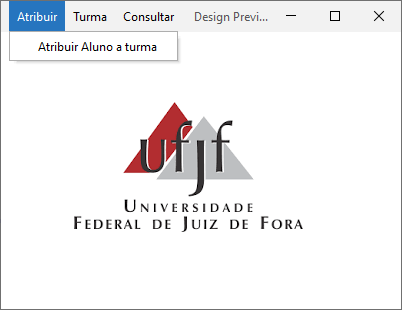 Atribuir Turma Consultar Design Previ...
Atribuir Aluno a turma
ufjf
UNIVERSIDADE
FEDERAL DE JUIZ DE FORA